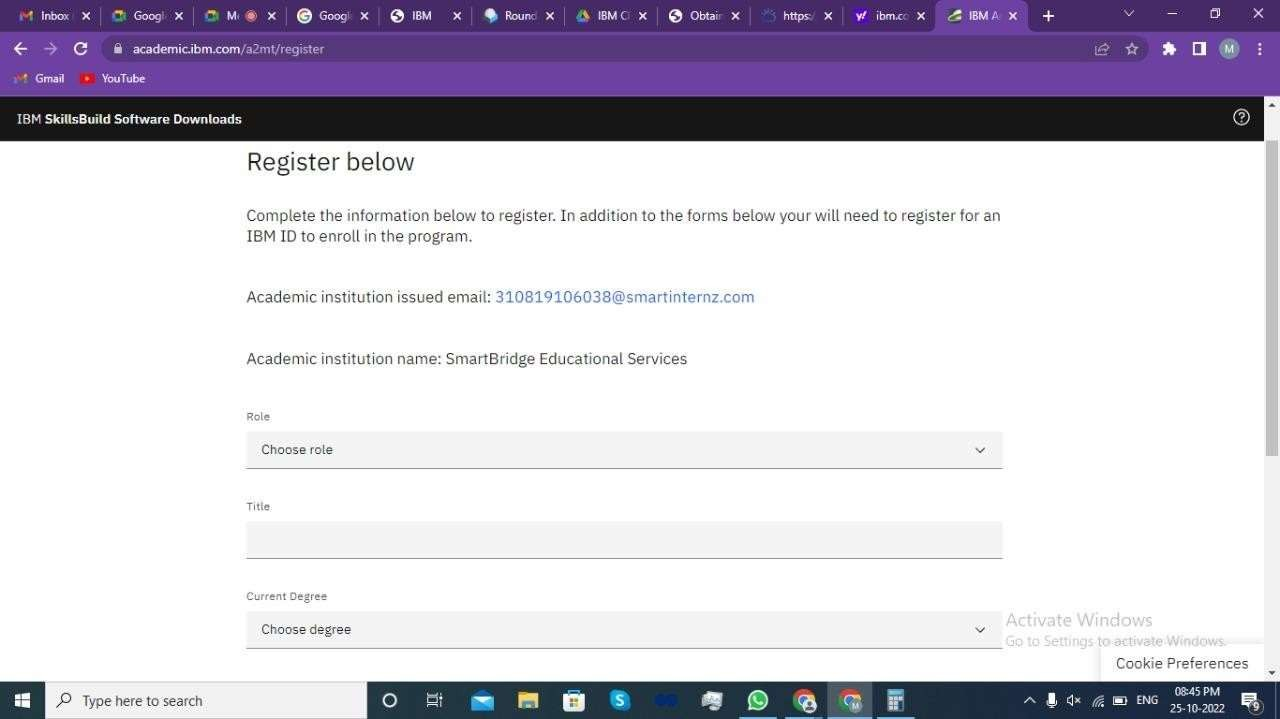 Inbox
Google
M
Google
IBM
Round
IBM Cl
Obtain
https:/
ibm.co
IBM A
academic.ibm.com/a2mt/register
M
Gmail
YouTube
IBM SkillsBuild Software Downloads
Register below
Complete the information below to register. In addition to the forms below your will need to register for an
IBM ID to enroll in the program.
Academic institution issued email: 310819106038@smartinternz.com
Academic institution name: SmartBridge Educational Services
Role
Choose role
Title
Current Degree
Choose degree
Activate Windows
Go to Settings to activate Windows.
Cookie Preferences
Type here to search
ENG
08:45 PM
25-10-2022
9